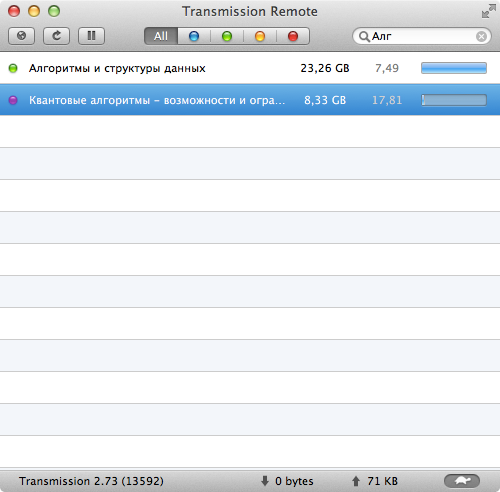 Transmission Remote
All
Алг
Алгоритмы и структуры данных 23,26 GB 7,49
Квантовые алгоритмы – возможности и огра... 8,33 GB 17,81
Transmission 2.73 (13592) 0 bytes 71 KB